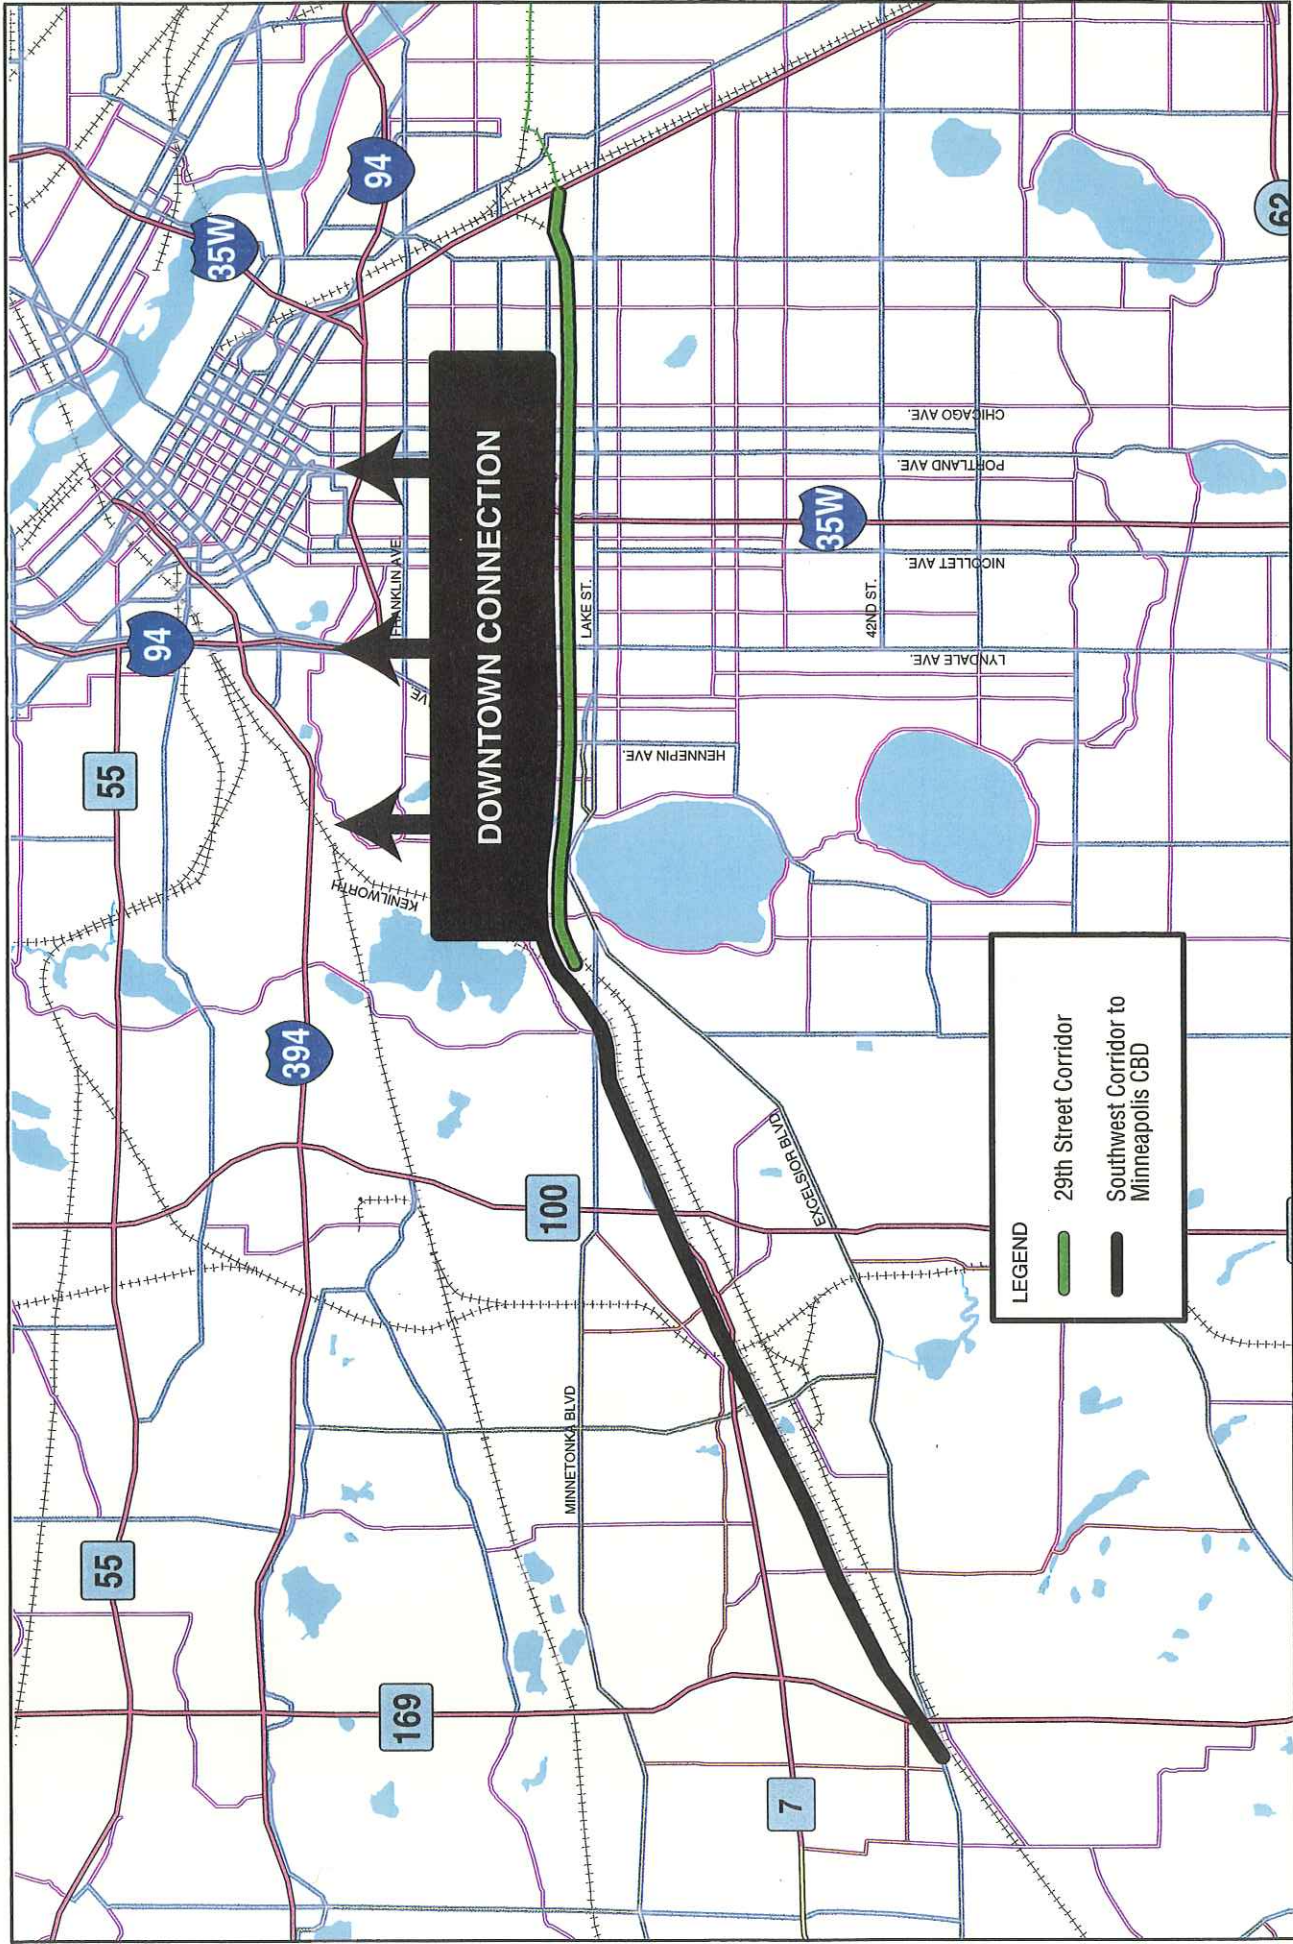 55
169
7
55
100
MINNETONKA BLVD
EXCELSIOR BLVD
394
KENILWORTH
94
94
35W
FRANKLIN AVE.
AVE.
DOWNTOWN CONNECTION
LAKE ST.
HENNEPIN AVE.
LYNDALE AVE.
42ND ST.
NICOLLET AVE.
35W
PORTLAND AVE.
CHICAGO AVE.
62
LEGEND
29th Street Corridor
Southwest Corridor to
Minneapolis CBD